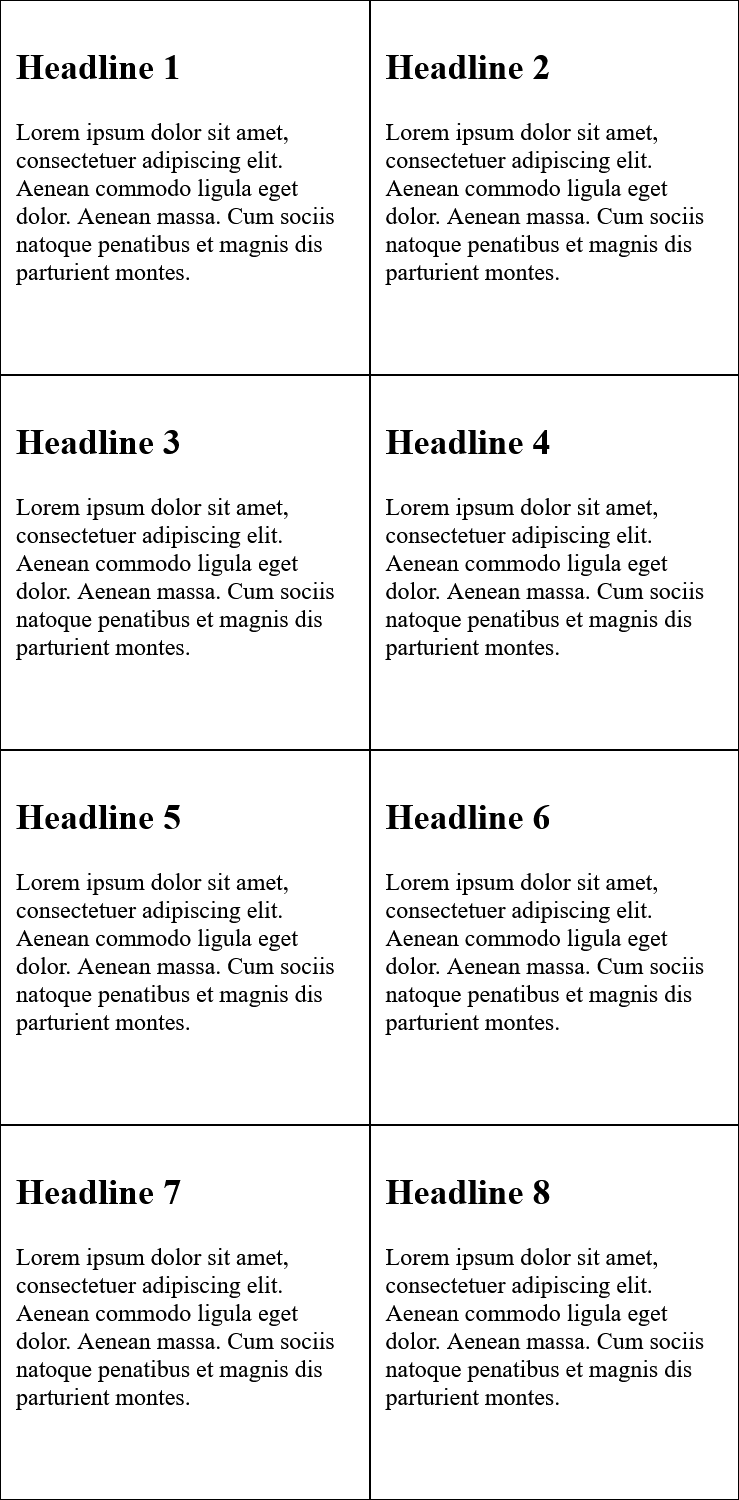 Headline 1
Lorem ipsum dolor sit amet,
consectetuer adipiscing elit.
Aenean commodo ligula eget
dolor. Aenean massa. Cum sociis
natoque penatibus et magnis dis
parturient montes.
Headline 2
Lorem ipsum dolor sit amet,
consectetuer adipiscing elit.
Aenean commodo ligula eget
dolor. Aenean massa. Cum sociis
natoque penatibus et magnis dis
parturient montes.
Headline 3
Lorem ipsum dolor sit amet,
consectetuer adipiscing elit.
Aenean commodo ligula eget
dolor. Aenean massa. Cum sociis
natoque penatibus et magnis dis
parturient montes.
Headline 4
Lorem ipsum dolor sit amet,
consectetuer adipiscing elit.
Aenean commodo ligula eget
dolor. Aenean massa. Cum sociis
natoque penatibus et magnis dis
parturient montes.
Headline 5
Lorem ipsum dolor sit amet,
consectetuer adipiscing elit.
Aenean commodo ligula eget
dolor. Aenean massa. Cum sociis
natoque penatibus et magnis dis
parturient montes.
Headline 6
Lorem ipsum dolor sit amet,
consectetuer adipiscing elit.
Aenean commodo ligula eget
dolor. Aenean massa. Cum sociis
natoque penatibus et magnis dis
parturient montes.
Headline 7
Lorem ipsum dolor sit amet,
consectetuer adipiscing elit.
Aenean commodo ligula eget
dolor. Aenean massa. Cum sociis
natoque penatibus et magnis dis
parturient montes.
Headline 8
Lorem ipsum dolor sit amet,
consectetuer adipiscing elit.
Aenean commodo ligula eget
dolor. Aenean massa. Cum sociis
natoque penatibus et magnis dis
parturient montes.